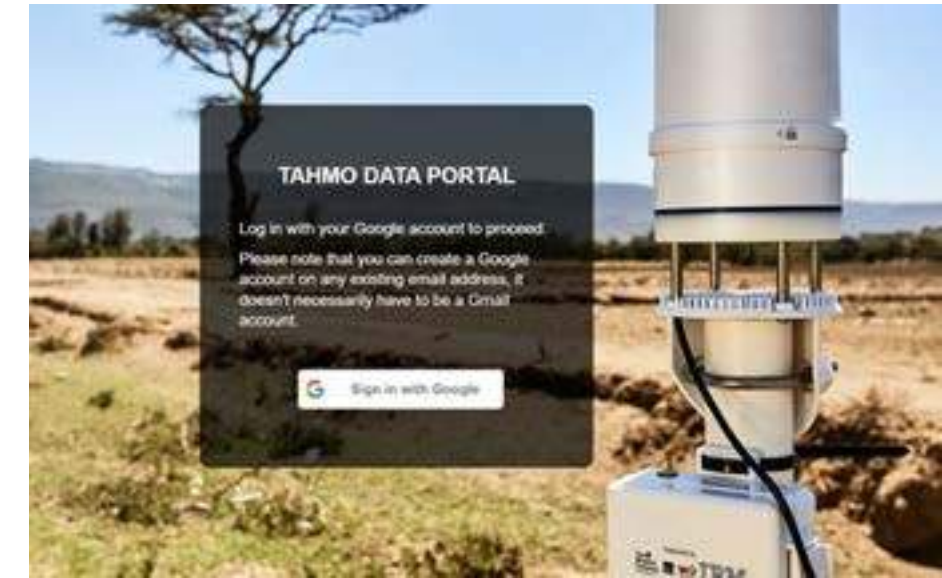 TAHMO DATA PORTAL
Log in with your Google account to proceed.
Please note that you can create a Google
account on any existing email address, it
doesn't necessarily have to be a Gmail
account.
Sign in with Google